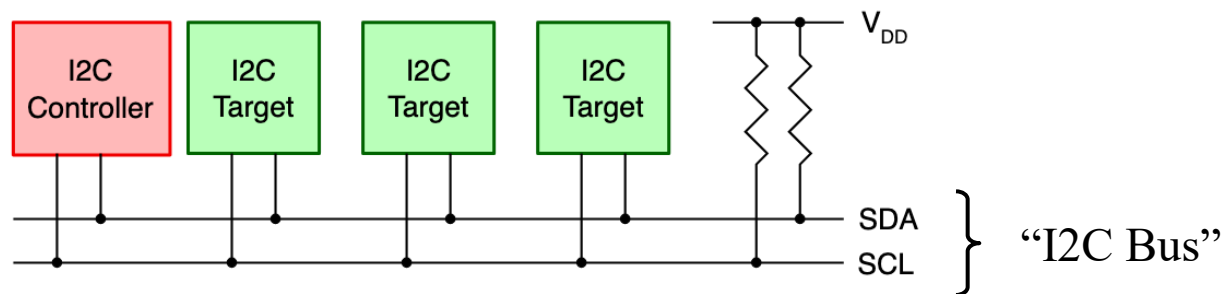 I2C
Controller
I2C
Target
I2C
Target
I2C
Target
VDD
SDA
SCL
“I2C Bus”